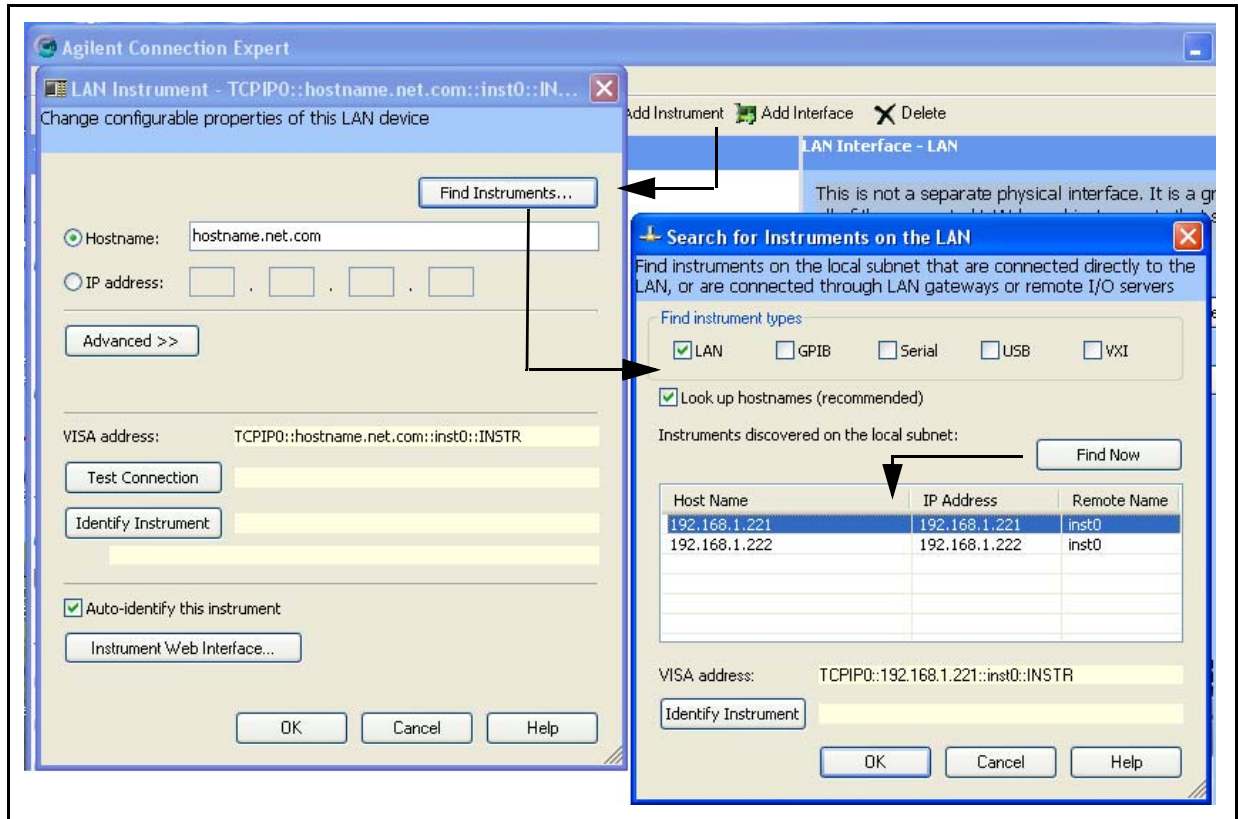 Agilent Connection Expert
LAN Instrument - TCPIP0::hostname.net.com::inst0::IN...
Change configurable properties of this LAN device
Add Instrument Add Interface Delete
LAN Interface - LAN
This is not a separate physical interface. It is a
Find Instruments...
Hostname: hostname.net.com
IP address: . . .
Advanced >>
VISA address: TCPIP0::hostname.net.com::inst0::INSTR
Test Connection
Identify Instrument
Auto-identify this instrument
Instrument Web Interface...
OK Cancel Help
Search for Instruments on the LAN
Find instruments on the local subnet that are connected directly to the
LAN, or are connected through LAN gateways or remote I/O servers
Find instrument types
LAN GPIB Serial USB VXI
Look up hostnames (recommended)
Instruments discovered on the local subnet:
Find Now
Host Name IP Address Remote Name
192.168.1.221 192.168.1.221 inst0
192.168.1.222 192.168.1.222 inst0
VISA address: TCPIP0::192.168.1.221::inst0::INSTR
Identify Instrument
OK Cancel Help